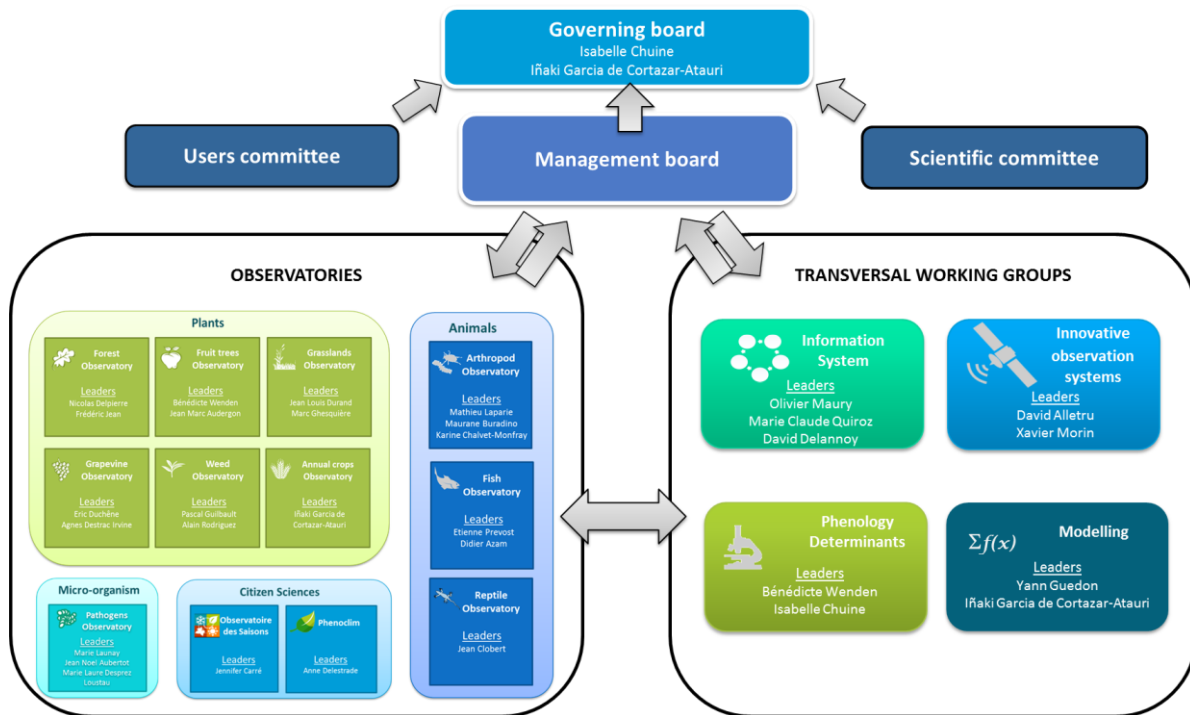 Governing board
Isabelle Chuine
Iñaki Garcia de Cortazar-Atauri
Users committee
Management board
Scientific committee
OBSERVATORIES
Plants
Forest
Observatory
Leaders
Nicolas Delpierre
Frédéric Jean
Fruit trees
Observatory
Leaders
Bénédicte Wenden
Jean Marc Audergon
Grasslands
Observatory
Leaders
Jean Louis Durand
Marc Ghesquière
Grapevine
Observatory
Leaders
Eric Duchêne
Agnes Destrac Irvine
Weed
Observatory
Leaders
Pascal Guilbault
Alain Rodriguez
Annual crops
Observatory
Leaders
Iñaki Garcia de
Cortazar-Atauri
Animals
Arthropod
Observatory
Leaders
Mathieu Laparie
Maurane Buradino
Karine Chalvet-Monfray
Fish
Observatory
Leaders
Etienne Prevost
Didier Azam
Reptile
Observatory
Leaders
Jean Clobert
Micro-organism
Pathogens
Observatory
Leaders
Marie Launay
Jean Noel Aubertot
Marie Laure Desprez
Loustau
Citizen Sciences
Observatoire
des Saisons
Leaders
Jennifer Carré
Phenoclim
Leaders
Anne Delestrade
TRANSVERSAL WORKING GROUPS
Information
System
Leaders
Olivier Maury
Marie Claude Quiroz
David Delannoy
Innovative
observation
systems
Leaders
David Alletru
Xavier Morin
Phenology
Determinants
Leaders
Bénédicte Wenden
Isabelle Chuine
Σf(x)
Modelling
Leaders
Yann Guedon
Iñaki Garcia de Cortazar-Atauri